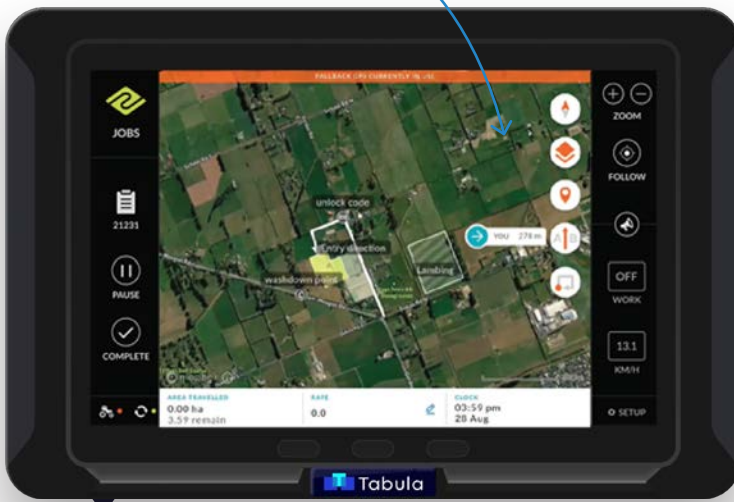 FALLBACK GPS CURRENTLY IN USE
JOBS
21231
PAUSE
COMPLETE
unlock code
Entry direction
washdown point
Lambing
YOU 278 m
A B
ZOOM
FOLLOW
OFF
WORK
13.1
KM/H
SETUP
AREA TRAVELLED
0.00 ha
3.59 remain
RATE
0.0
CLOCK
03:59 pm
28 Aug
Tabula